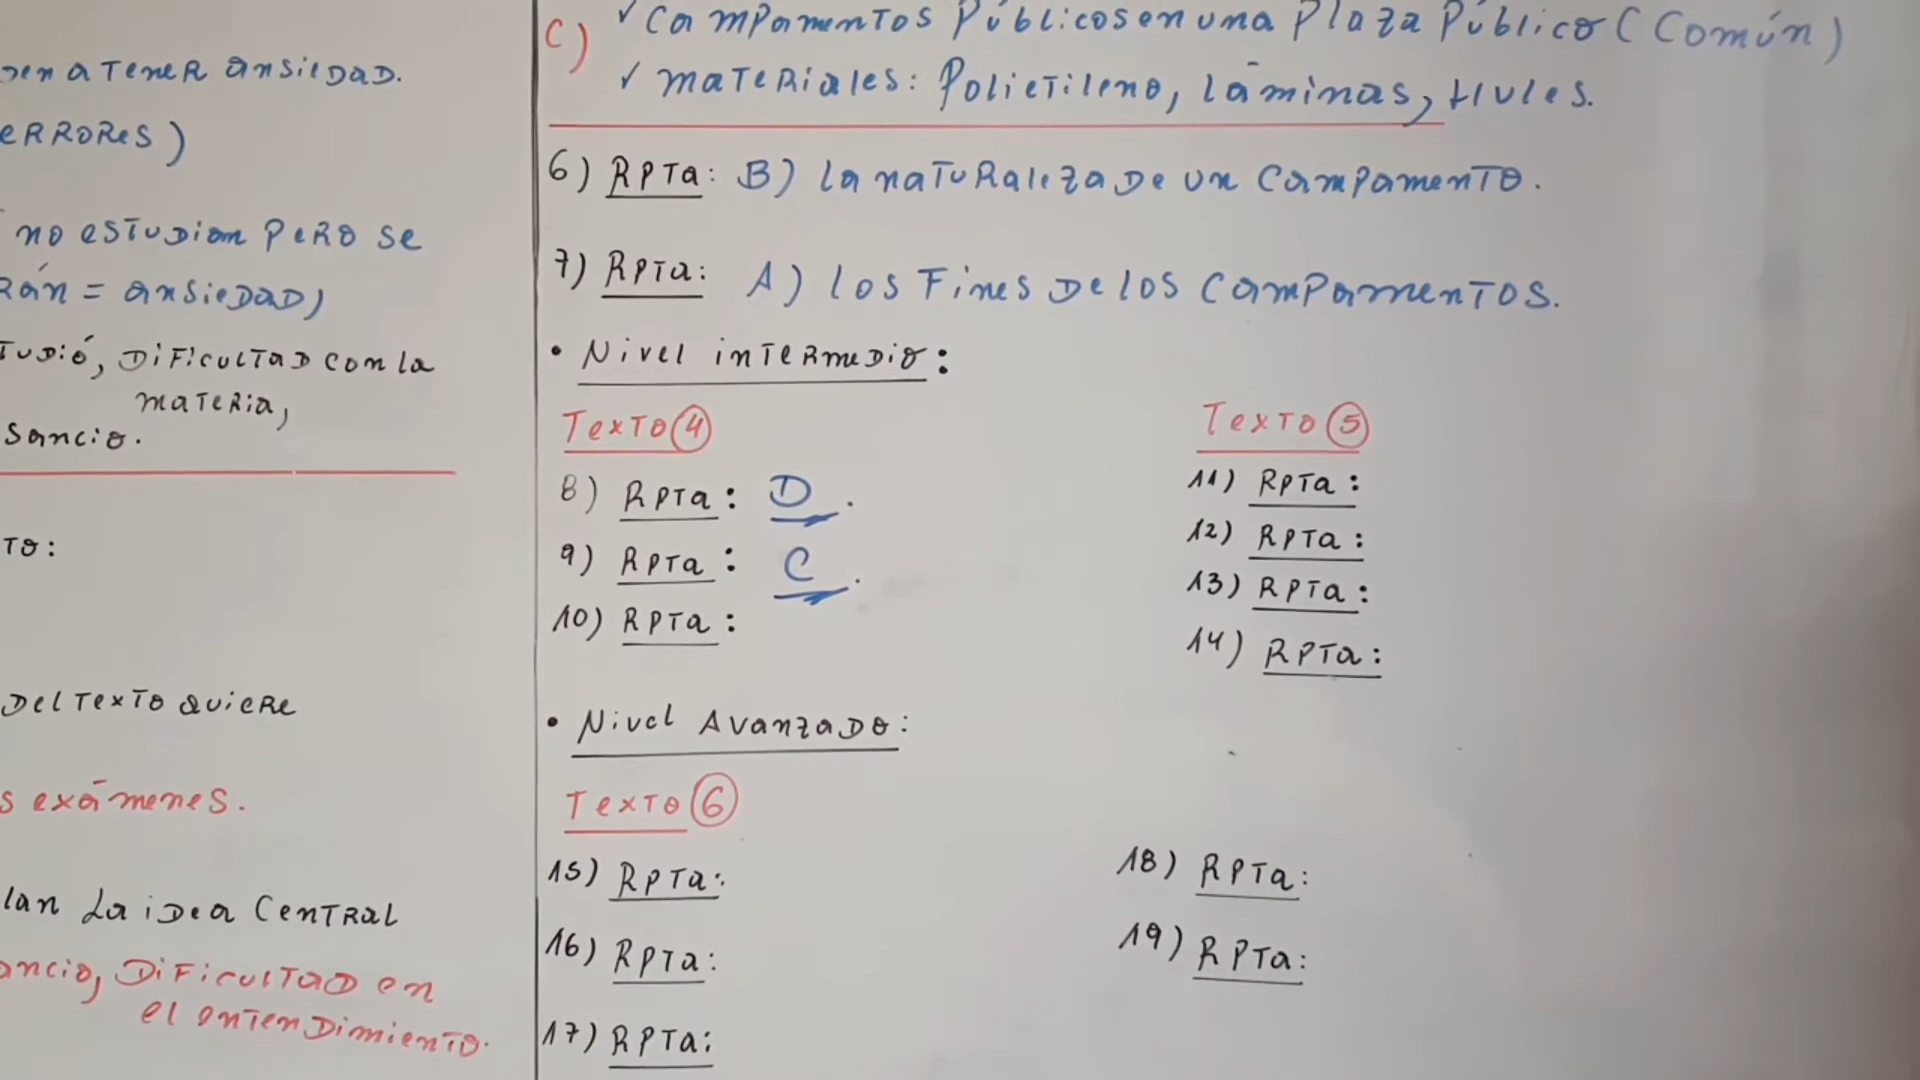 DEN A TENER ANSIEDAD.
ERRORES)
NO ESTUDIAN PERO SE
RÁN = ANSIEDAD)
TUDIÓ, DIFICULTAD CON LA
MATERIA,
SANCIO.
TO:
DEL TEXTO QUIERE
S EXÁMENES.
LAN LA IDEA CENTRAL
ANCIO, DIFICULTAD EN
EL ENTENDIMIENTO.
C) ✓ CAMPAMENTOS PÚBLICOS EN UNA PLAZA PÚBLICO (COMÚN)
✓ MATERIALES: POLIETILENO, LÁMINAS, HULES.
6) RPTA: B) LA NATURALEZA DE UN CAMPAMENTO.
7) RPTA: A) LOS FINES DE LOS CAMPAMENTOS.
• NIVEL INTERMEDIO:
TEXTO 4
8) RPTA: D.
9) RPTA: C.
10) RPTA:
TEXTO 5
11) RPTA:
12) RPTA:
13) RPTA:
14) RPTA:
• NIVEL AVANZADO:
TEXTO 6
15) RPTA:
16) RPTA:
17) RPTA:
18) RPTA:
19) RPTA: